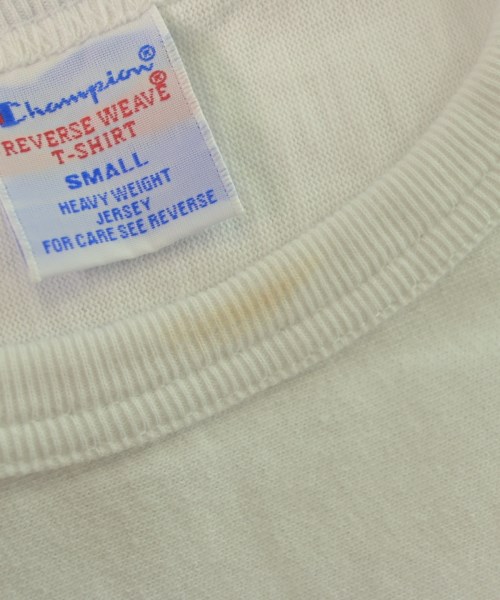 Champion®
REVERSE WEAVE®
T-SHIRT
SMALL
HEAVY WEIGHT
JERSEY
FOR CARE SEE REVERSE